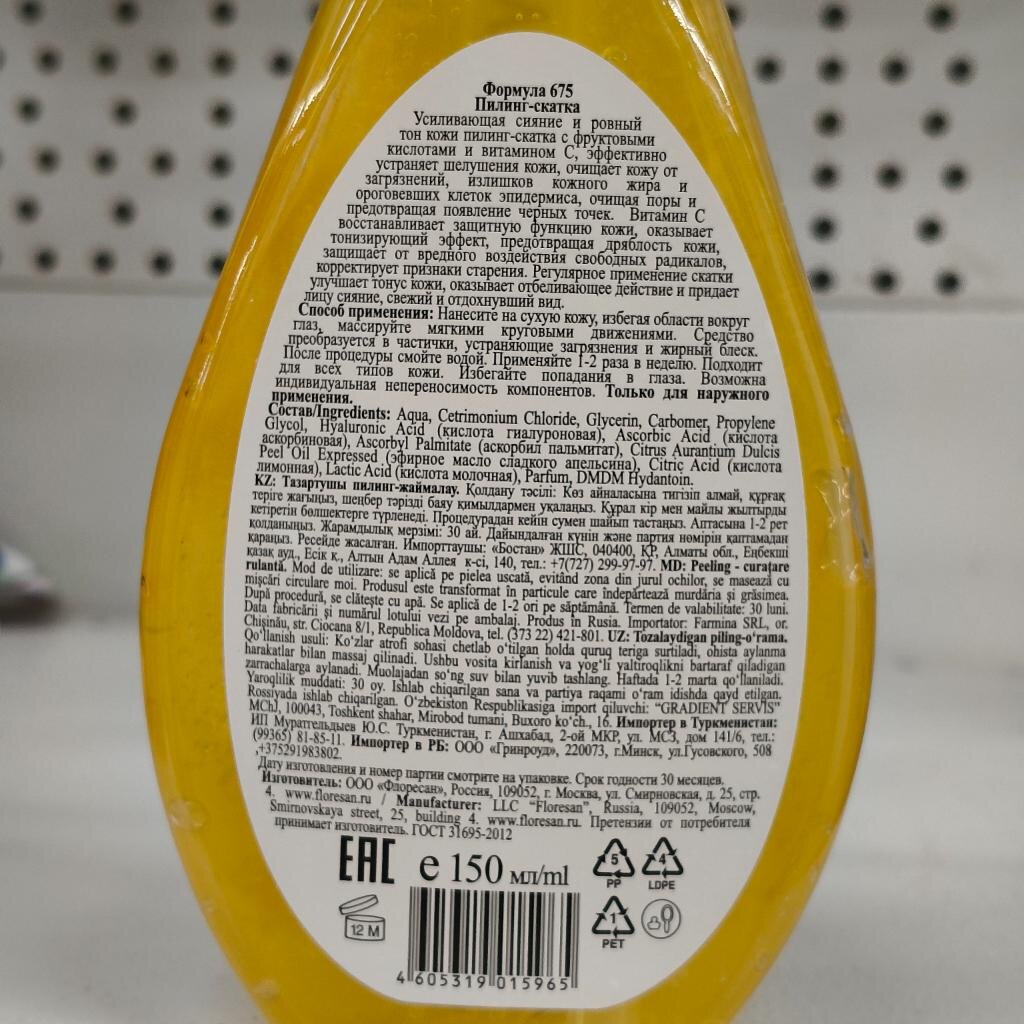 Формула 675
Пилинг-скатка
Усиливающая сияние и ровный
тон кожи пилинг-скатка с фруктовыми
кислотами и витамином С, эффективно
устраняет шелушения кожи, очищает кожу от
загрязнений, излишков кожного жира и
ороговевших клеток эпидермиса, очищая поры и
предотвращая появление черных точек. Витамин С
восстанавливает защитную функцию кожи, оказывает
тонизирующий эффект, предотвращая дряблость кожи,
защищает от вредного воздействия свободных радикалов,
корректирует признаки старения. Регулярное применение скатки
улучшает тонус кожи, оказывает отбеливающее действие и придает
лицу сияние, свежий и отдохнувший вид.
Способ применения: Нанесите на сухую кожу, избегая области вокруг
глаз, массируйте мягкими круговыми движениями. Средство
преобразуется в частички, устраняющие загрязнения и жирный блеск.
После процедуры смойте водой. Применяйте 1-2 раза в неделю. Подходит
для всех типов кожи. Избегайте попадания в глаза. Возможна
индивидуальная непереносимость компонентов. Только для наружного
применения.
Состав/Ingredients: Aqua, Cetrimonium Chloride, Glycerin, Carbomer, Propylene
Glycol, Hyaluronic Acid (кислота гиалуроновая), Ascorbic Acid (кислота
аскорбиновая), Ascorbyl Palmitate (аскорбил пальмитат), Citrus Aurantium Dulcis
Peel Oil Expressed (эфирное масло сладкого апельсина), Citric Acid (кислота
лимонная), Lactic Acid (кислота молочная), Parfum, DMDM Hydantoin.
KZ: Тазартушы пилинг-жаймалау. Қолдану тәсілі: Көз айналасына тигізіп алмай, құрғақ
теріге жағыңыз, шеңбер тәрізді баяу қимылдармен уқалаңыз. Құрал кір мен майлы жылтырды
кетіретін бөлшектерге түрленеді. Процедурадан кейін сумен шайып тастаңыз. Аптасына 1-2 рет
қолданыңыз. Жарамдылық мерзімі: 30 ай. Дайындалған күнін және партия нөмірін қаптамадан
қараңыз. Ресейде жасалған. Импорттаушы: «Бостан» ЖШС, 040400, ҚР, Алматы обл., Еңбекші
қазақ ауд., Есік қ., Алтын Адам Аллея к-сі, 140, тел.: +7(727) 299-97-97. MD: Peeling - curațare
rulantă. Mod de utilizare: se aplică pe pielea uscată, evitând zona din jurul ochilor, se masează cu
mișcări circulare moi. Produsul este transformat în particule care îndepărtează murdăria și grăsimea.
După procedură, se clătește cu apă. Se aplică de 1-2 ori pe săptămână. Termen de valabilitate: 30 luni.
Data fabricării și numărul lotului vezi pe ambalaj. Produs în Rusia. Importator: Farmina SRL, or.
Chișinău, str. Ciocana 8/1, Republica Moldova, tel. (373 22) 421-801. UZ: Tozalaydigan piling-o‘rama.
Qo‘llanish usuli: Ko‘zlar atrofi sohasi chetlab o‘tilgan holda quruq teriga surtiladi, ohista aylanma
harakatlar bilan massaj qilinadi. Ushbu vosita kirlanish va yog‘li yaltiroqlikni bartaraf qiladigan
zarrachalarga aylanadi. Muolajadan so‘ng suv bilan yuvib tashlang. Haftada 1-2 marta qo‘llaniladi.
Yaroqlilik muddati: 30 oy. Ishlab chiqarilgan sana va partiya raqami o‘ram idishda qayd etilgan.
Rossiyada ishlab chiqarilgan. O‘zbekiston Respublikasiga import qiluvchi: “GRADIENT SERVIS”
MChJ, 100043, Toshkent shahar, Mirobod tumani, Buxoro ko‘ch., 16. Импортер в Туркменистан:
ИП Мурателдыев Ю.С. Туркменистан, г. Ашхабад, 2-ой МКР, ул. МСЗ, дом 141/6, тел.:
(99365) 81-85-11. Импортер в РБ: ООО «Гринроуд», 220073, г.Минск, ул.Гусовского, 508
,+375291983802.
Дату изготовления и номер партии смотрите на упаковке. Срок годности 30 месяцев.
Изготовитель: ООО «Флоресан», Россия, 109052, г. Москва, ул. Смирновская, д. 25, стр.
4. www.floresan.ru / Manufacturer: LLC “Floresan”, Russia, 109052, Moscow,
Smirnovskaya street, 25, building 4. www.floresan.ru. Претензии от потребителя
принимает изготовитель. ГОСТ 31695-2012
EAC ℮ 150 мл/ml
5 PP
4 LDPE
12 M
1 PET
4 605319 015965